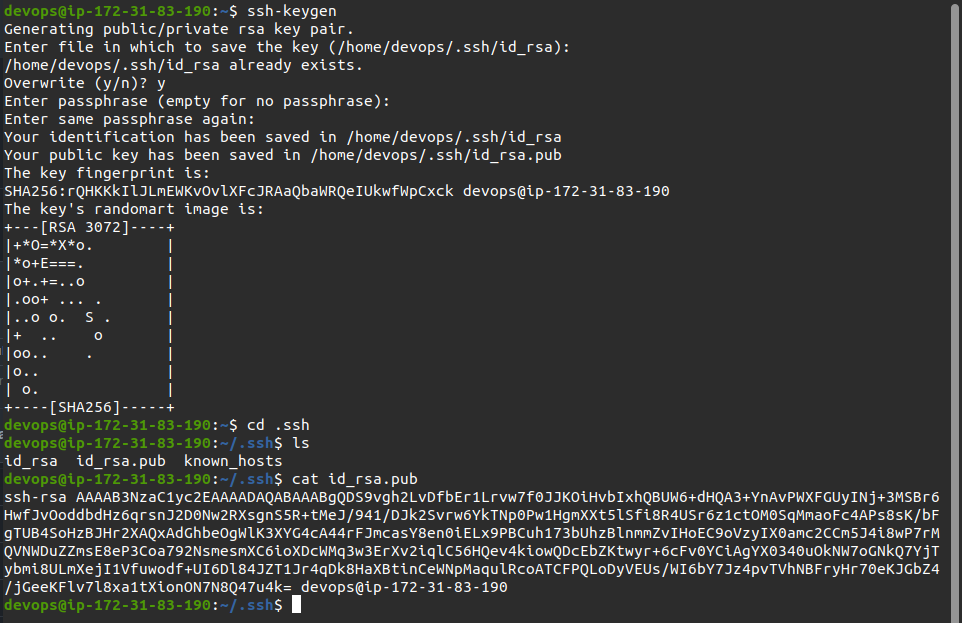 devops@ip-172-31-83-190:~$ ssh-keygen
Generating public/private rsa key pair.
Enter file in which to save the key (/home/devops/.ssh/id_rsa):
/home/devops/.ssh/id_rsa already exists.
Overwrite (y/n)? y
Enter passphrase (empty for no passphrase):
Enter same passphrase again:
Your identification has been saved in /home/devops/.ssh/id_rsa
Your public key has been saved in /home/devops/.ssh/id_rsa.pub
The key fingerprint is:
SHA256:rQHKKkIlJLmEWKvOvlXFcJRAaQbaWRQeIUkwfWpCxck devops@ip-172-31-83-190
The key's randomart image is:
+---[RSA 3072]----+
|+*O=*X*o.        |
|*o+E===.         |
|o+.+=..o         |
|.oo+ ... .       |
|..o o.  S .      |
|+  ..    o       |
|oo..    .        |
|o..              |
| o.              |
+----[SHA256]-----+
devops@ip-172-31-83-190:~$ cd .ssh
devops@ip-172-31-83-190:~/.ssh$ ls
id_rsa  id_rsa.pub  known_hosts
devops@ip-172-31-83-190:~/.ssh$ cat id_rsa.pub
ssh-rsa AAAAB3NzaC1yc2EAAAADAQABAAABgQDS9vgh2LvDfbEr1Lrvw7f0JJKOiHvbIxhQBUW6+dHQA3+YnAvPWXFGUyINj+3MSBr6
HwfJvOoddbdHz6qrsnJ2D0Nw2RXsgnS5R+tMeJ/941/DJk2Svrw6YkTNp0Pw1HgmXXt5lSfi8R4USr6z1ctOM0SqMmaoFc4APs8sK/bF
gTUB4SoHzBJHr2XAQxAdGhbeOgWlK3XYG4cA44rFJmcasY8en0iELx9PBCuh173bUhzBlnmmZvIHoEC9oVzyIX0amc2CCm5J4i8wP7rM
QVNWDuZZmsE8eP3Coa792NsmesmXC6ioXDcWMq3w3ErXv2iqlC56HQev4kiowQDcEbZKtwyr+6cFv0YCiAgYX0340uOkNW7oGNkQ7YjT
ybmi8ULmXejI1Vfuwodf+UI6Dl84JZT1Jr4qDk8HaXBtinCeWNpMaqulRcoATCFPQLoDyVEUs/WI6bY7Jz4pvTVhNBFryHr70eKJGbZ4
/jGeeKFlv7l8xa1tXionON7N8Q47u4k= devops@ip-172-31-83-190
devops@ip-172-31-83-190:~/.ssh$